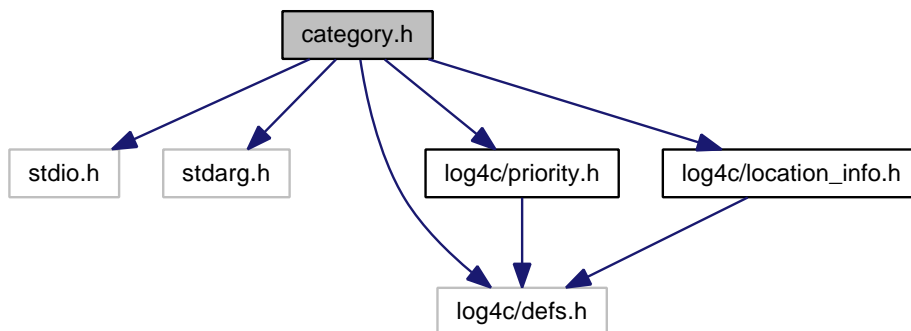 category.h
stdio.h
stdarg.h
log4c/priority.h
log4c/location_info.h
log4c/defs.h